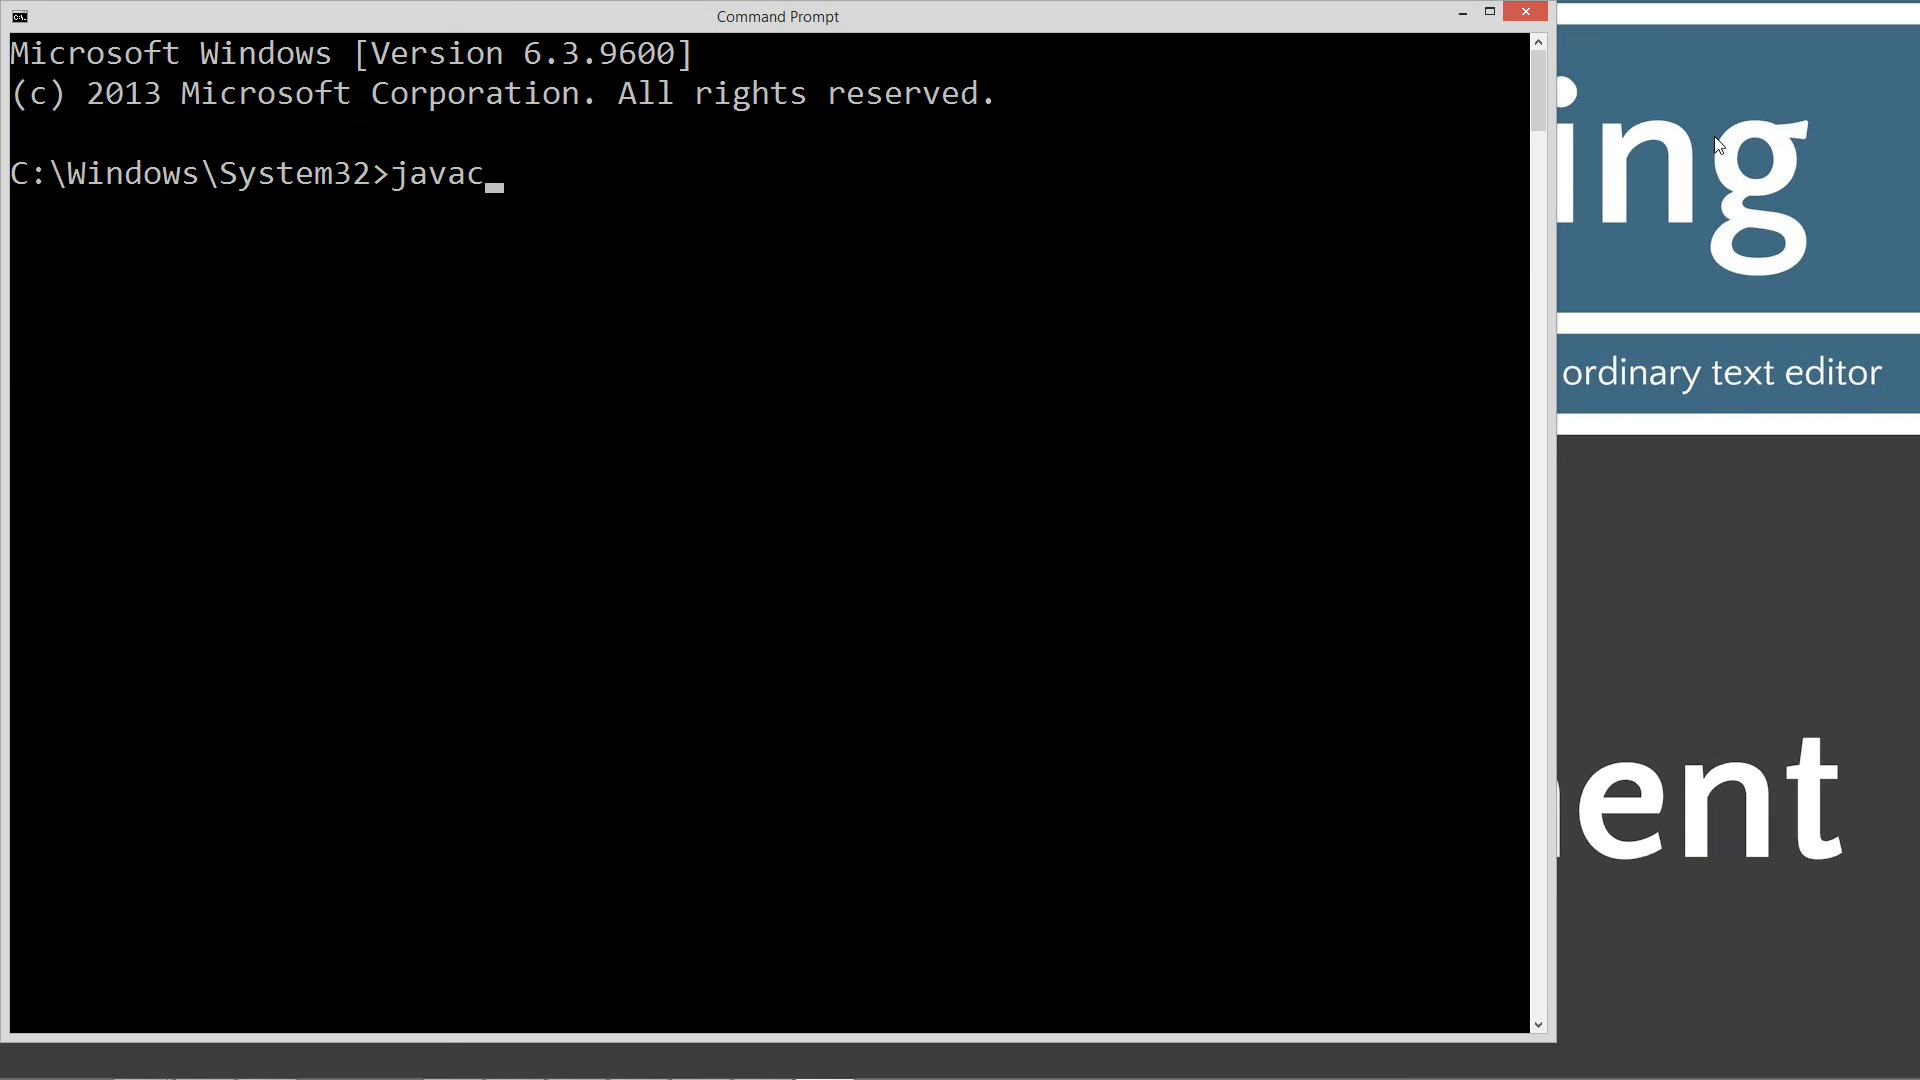 Command Prompt
Microsoft Windows [Version 6.3.9600]
(c) 2013 Microsoft Corporation. All rights reserved.
C:\Windows\System32>javac
ing
ordinary text editor
ent